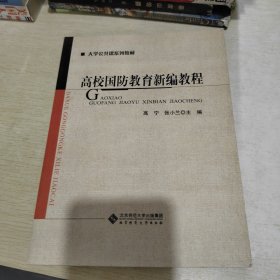 ■ 大学公共课系列教材
高校国防教育新编教程
GAOXIAO
GUOFANG JIAOYU XINBIAN JIAOCHENG
高 宁 张小兰◎主 编
北京师范大学出版集团